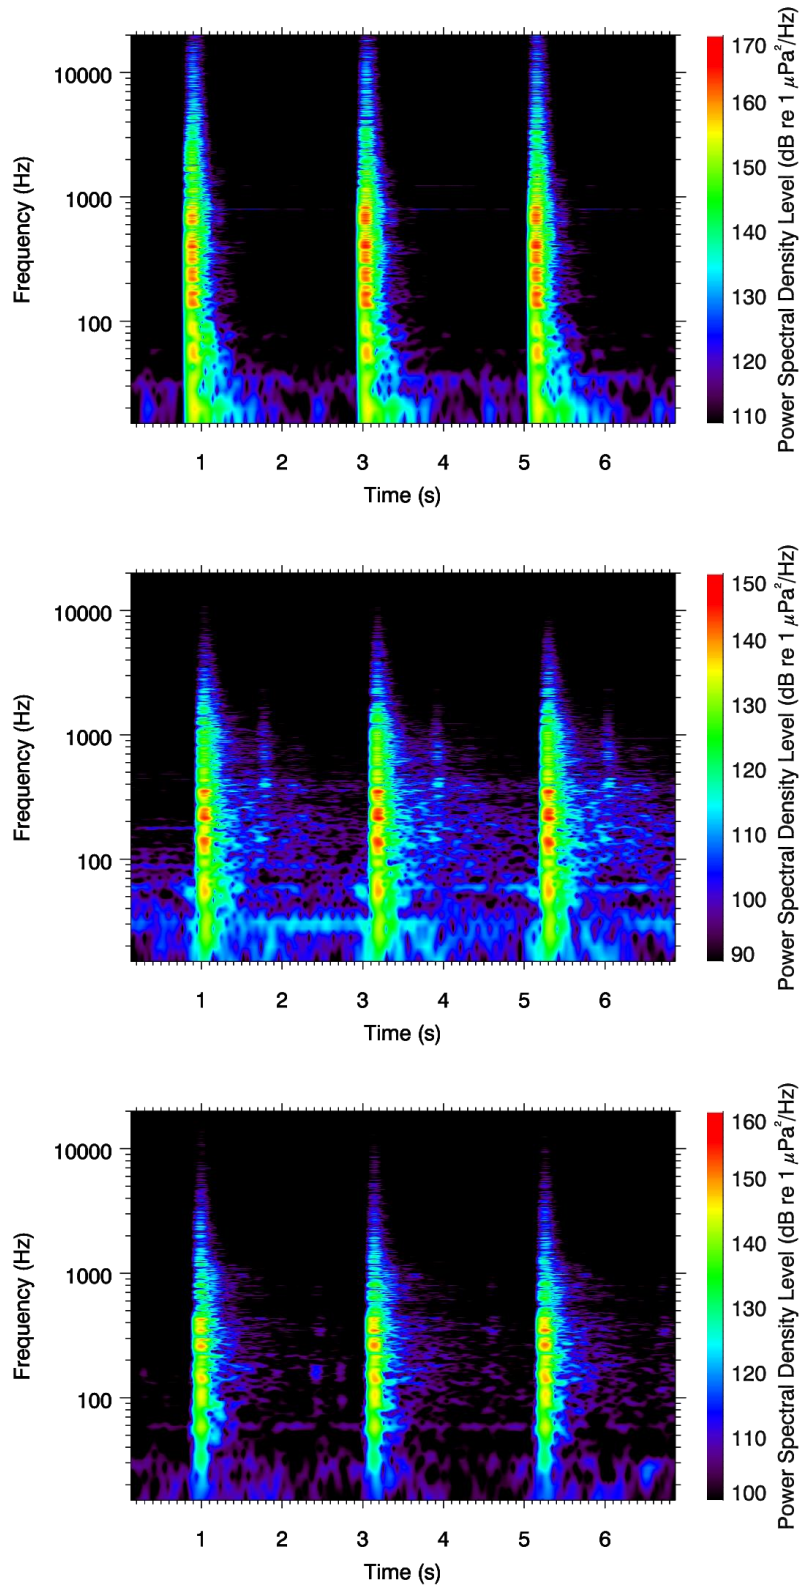 10000
1000
100
Frequency (Hz)
1 2 3 4 5 6
Time (s)
170
160
150
140
130
120
110
Power Spectral Density Level (dB re 1 μPa²/Hz)
10000
1000
100
Frequency (Hz)
1 2 3 4 5 6
Time (s)
150
140
130
120
110
100
90
Power Spectral Density Level (dB re 1 μPa²/Hz)
10000
1000
100
Frequency (Hz)
1 2 3 4 5 6
Time (s)
160
150
140
130
120
110
100
Power Spectral Density Level (dB re 1 μPa²/Hz)